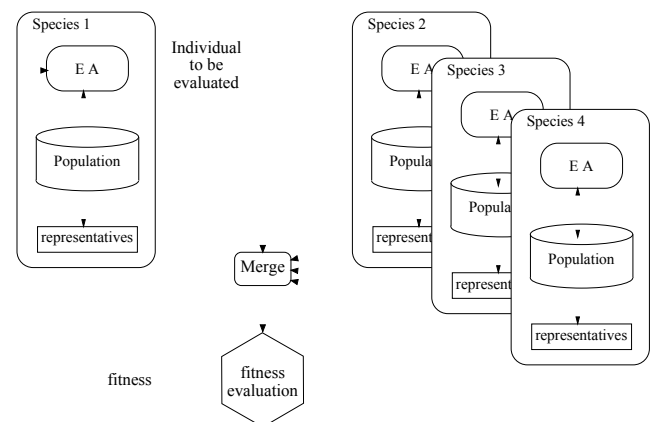 Species 1
E A
Population
representatives
Individual
to be
evaluated
Merge
fitness
fitness
evaluation
Species 2
E A
Popula
represent
Species 3
E A
Popula
represent
Species 4
E A
Population
representatives